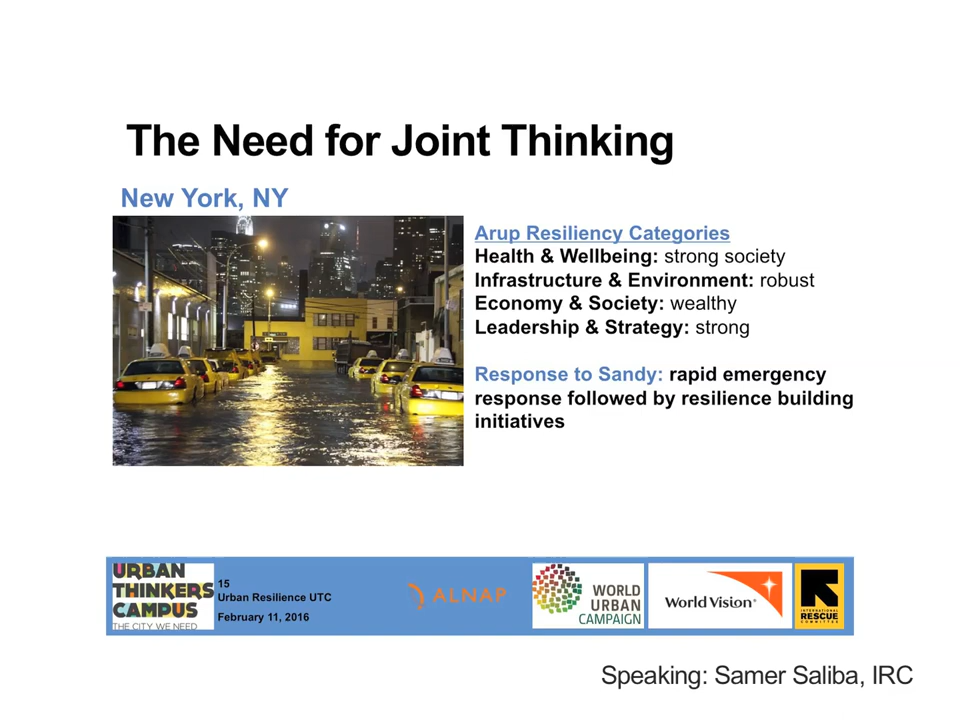 The Need for Joint Thinking
New York, NY
Arup Resiliency Categories
Health & Wellbeing: strong society
Infrastructure & Environment: robust
Economy & Society: wealthy
Leadership & Strategy: strong
Response to Sandy: rapid emergency
response followed by resilience building
initiatives
URBAN
THINKERS
CAMPUS
THE CITY WE NEED
15
Urban Resilience UTC
February 11, 2016
ALNAP
WORLD
URBAN
CAMPAIGN
World Vision
INTERNATIONAL
RESCUE
COMMITTEE
Speaking: Samer Saliba, IRC